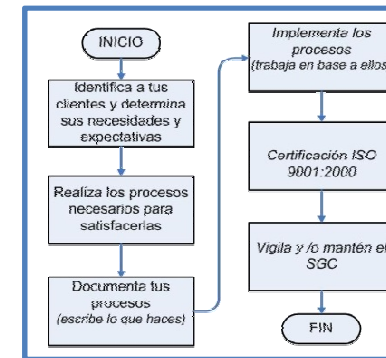 INICIO
Identifica a tus
clientes y determina
sus necesidades y
expectativas
Realiza los procesos
necesarios para
satisfacerlas
Documenta tus
procesos
(escribe lo que haces)
Implementa los
procesos
(trabaja en base a ellos)
Certificación ISO
9001:2000
Vigila y /o mantén el
SGC
FIN